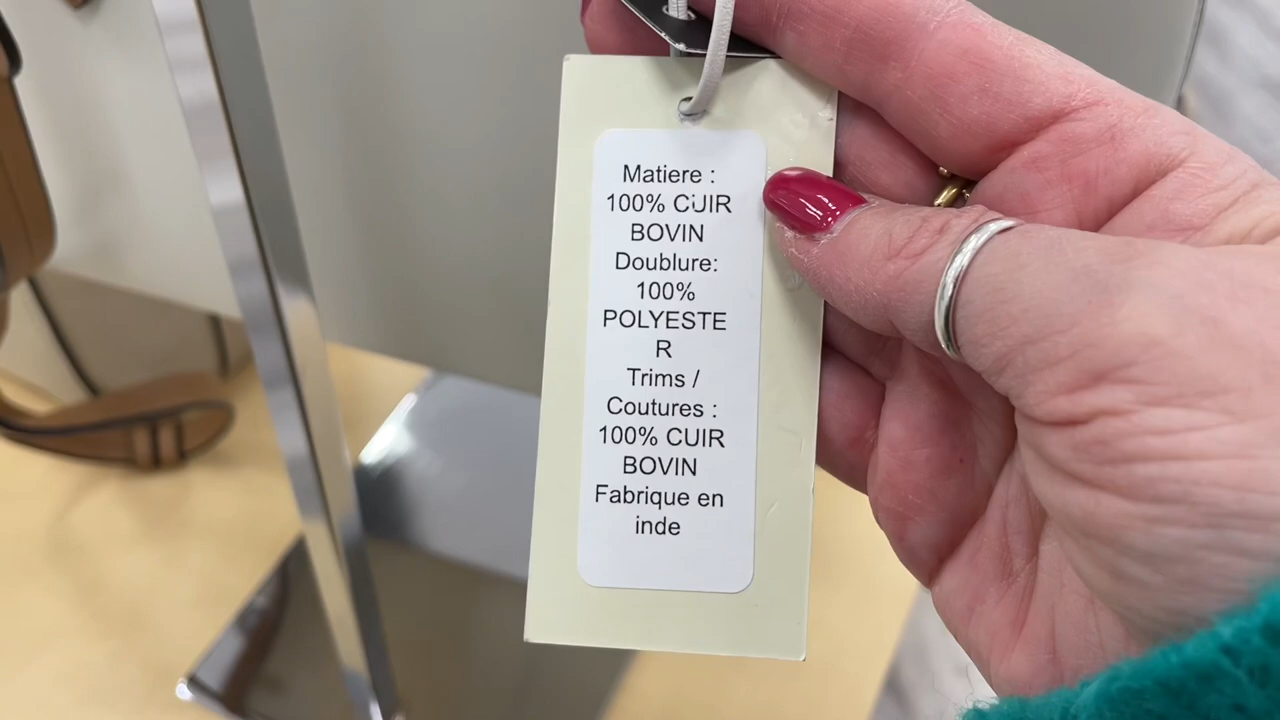 Matiere :
100% CUIR
BOVIN
Doublure:
100%
POLYESTE
R
Trims /
Coutures :
100% CUIR
BOVIN
Fabrique en
inde